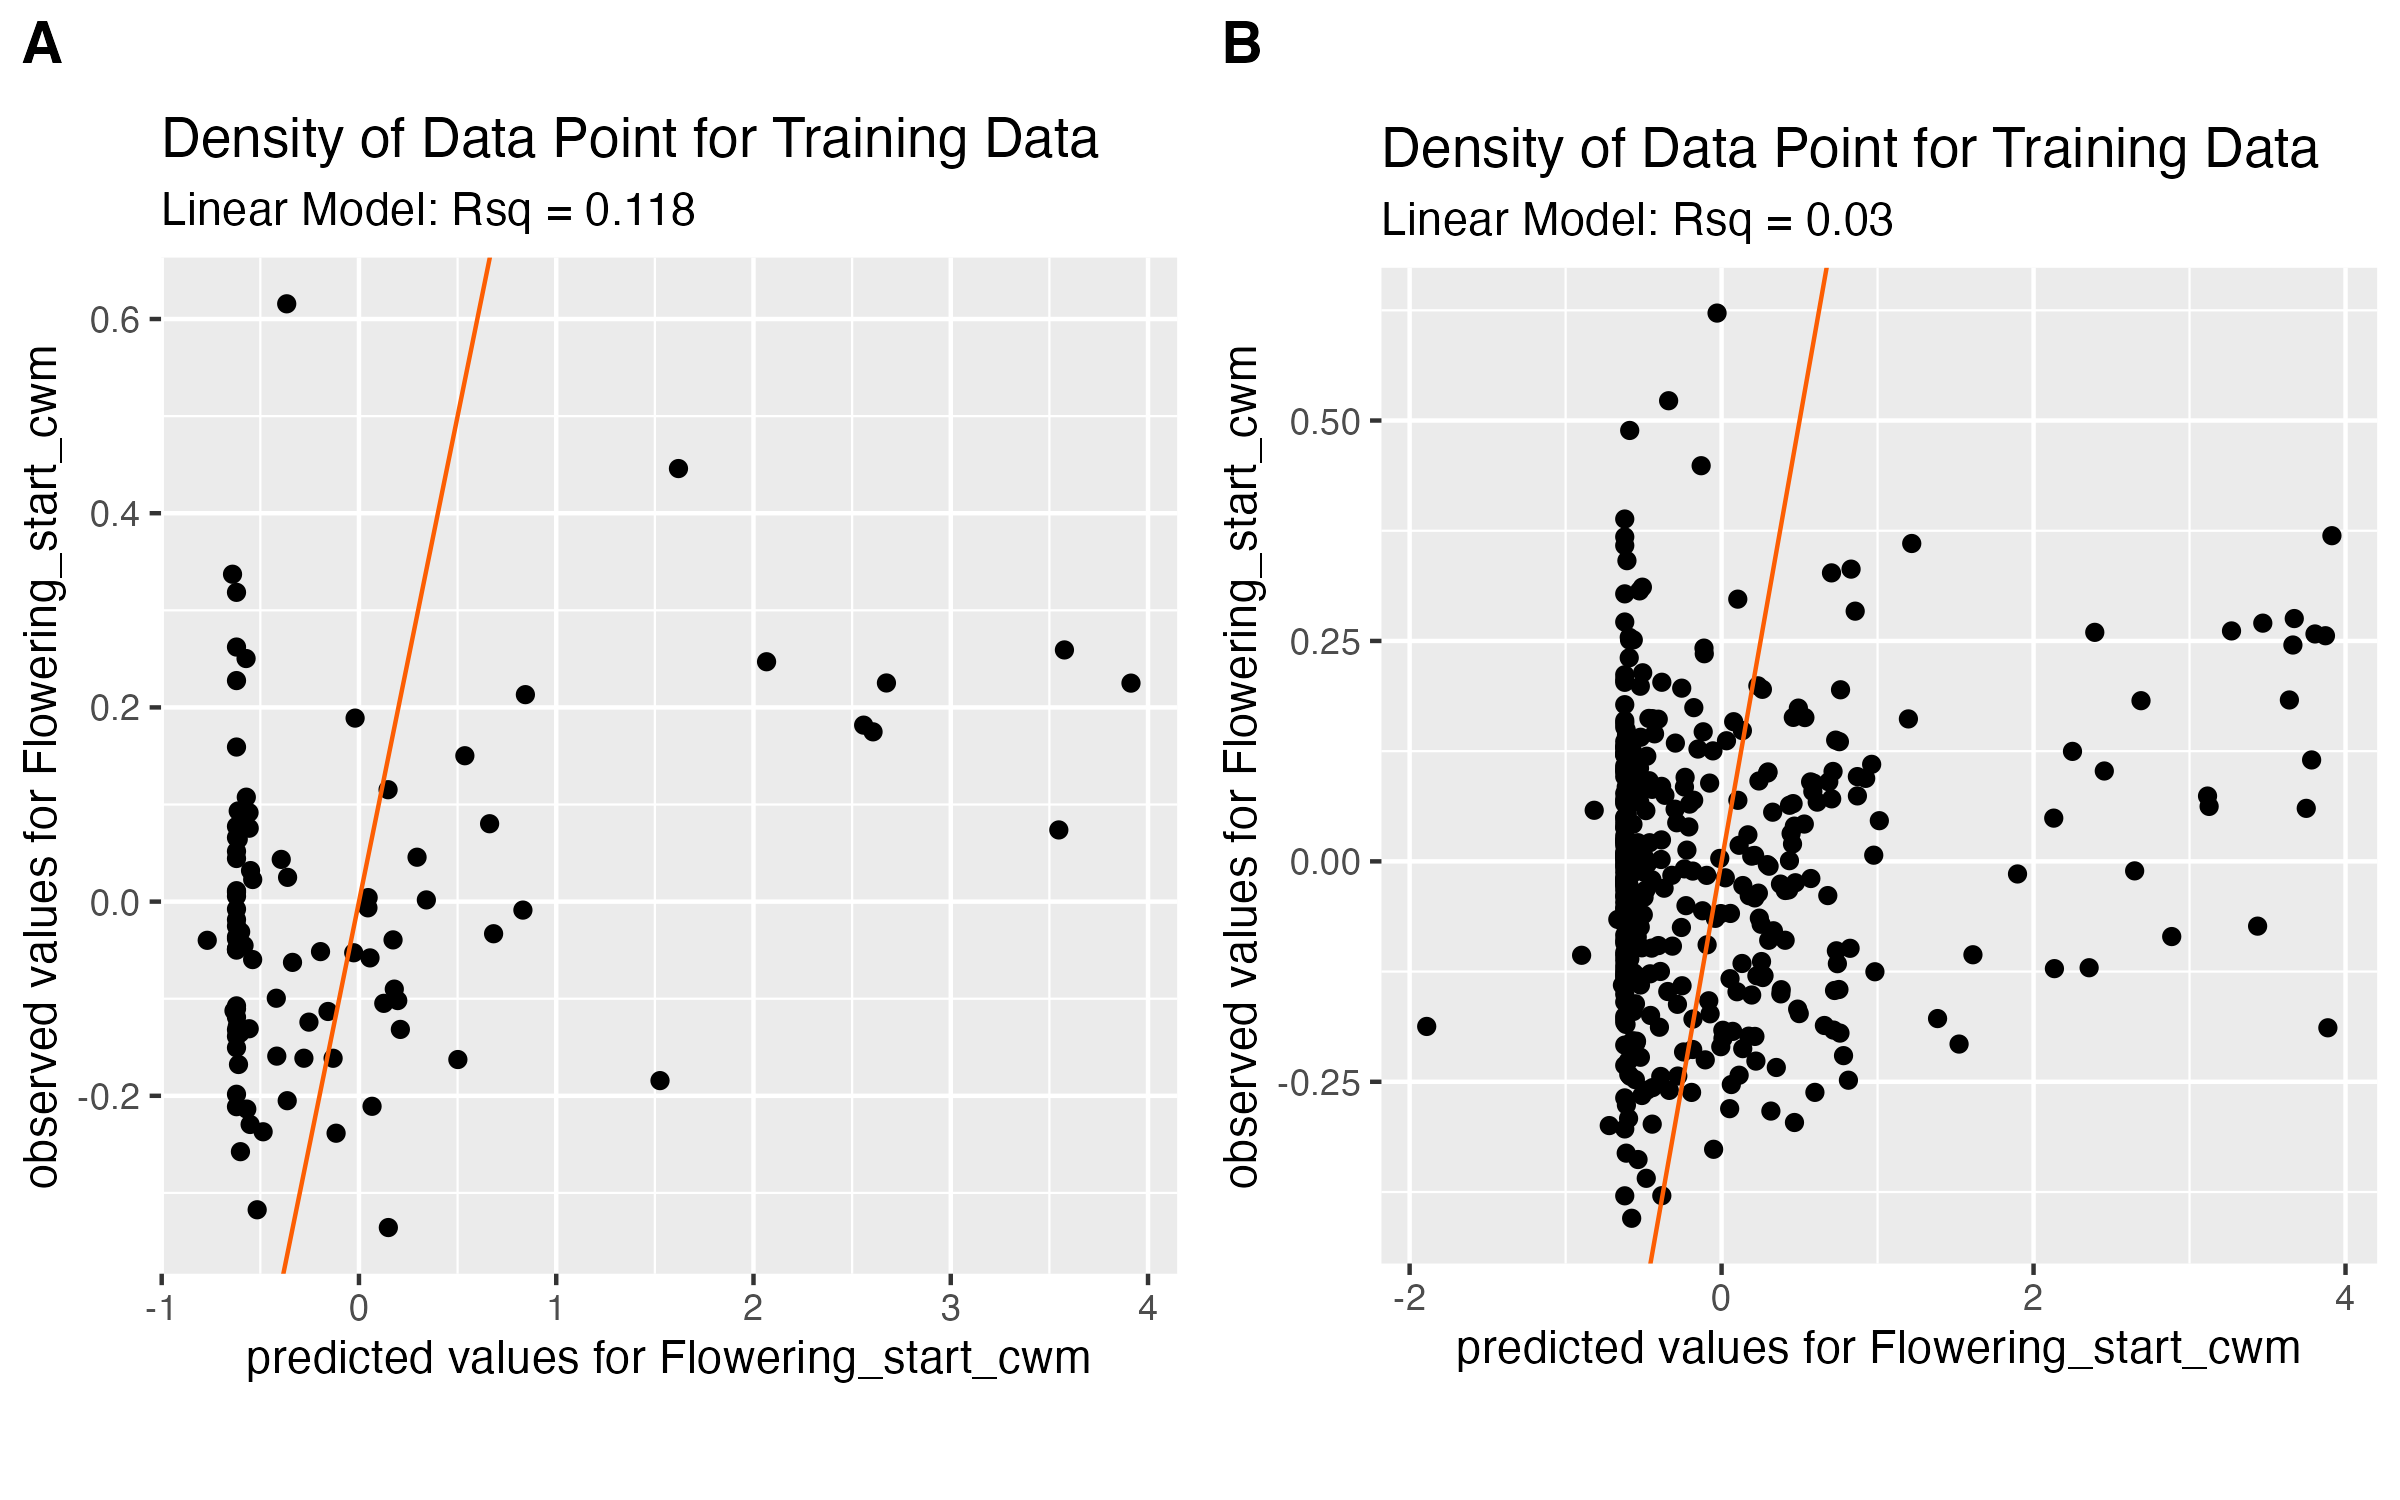 A
Density of Data Point for Training Data
Linear Model: Rsq = 0.118
observed values for Flowering_start_cwm
0.6
0.4
0.2
0.0
-0.2
-1 0 1 2 3 4
predicted values for Flowering_start_cwm
B
Density of Data Point for Training Data
Linear Model: Rsq = 0.03
observed values for Flowering_start_cwm
0.50
0.25
0.00
-0.25
-2 0 2 4
predicted values for Flowering_start_cwm